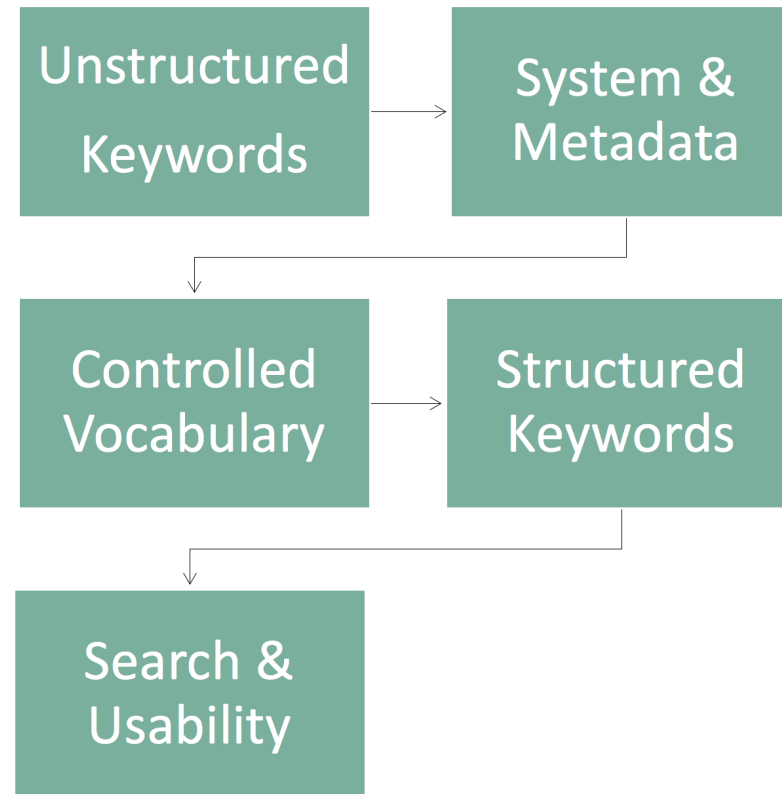 Unstructured
Keywords
System &
Metadata
Controlled
Vocabulary
Structured
Keywords
Search &
Usability